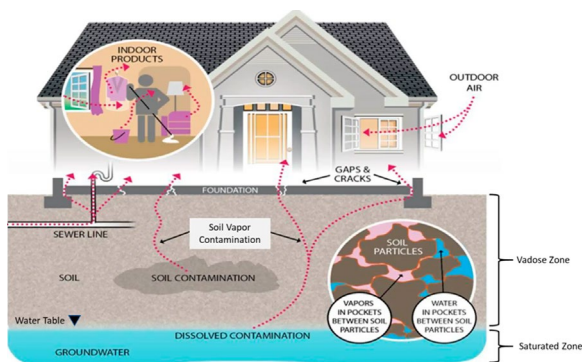 INDOOR
PRODUCTS
OUTDOOR
AIR
GAPS &
CRACKS
FOUNDATION
SEWER LINE
Soil Vapor
Contamination
SOIL
PARTICLES
Vadose Zone
SOIL
SOIL CONTAMINATION
VAPORS
IN POCKETS
BETWEEN SOIL
PARTICLES
WATER
IN POCKETS
BETWEEN SOIL
PARTICLES
Water Table
DISSOLVED CONTAMINATION
GROUNDWATER
Saturated Zone